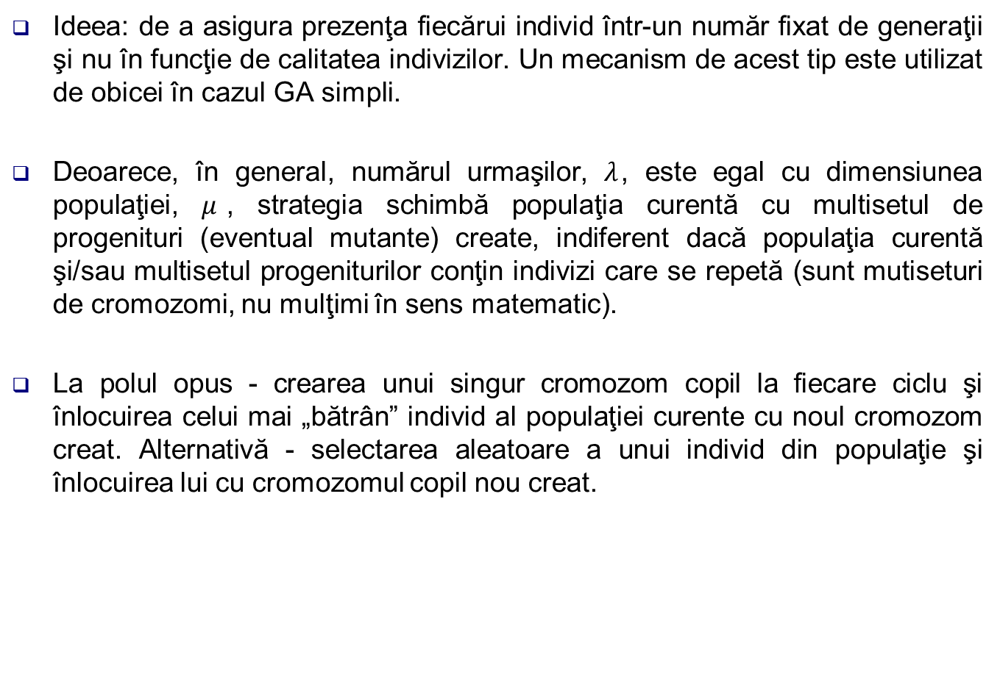 Ideea: de a asigura prezenţa fiecărui individ într-un număr fixat de generaţii
şi nu în funcţie de calitatea indivizilor. Un mecanism de acest tip este utilizat
de obicei în cazul GA simpli.
Deoarece, în general, numărul urmaşilor, 𝜆, este egal cu dimensiunea
populaţiei, 𝜇 , strategia schimbă populaţia curentă cu multisetul de
progenituri (eventual mutante) create, indiferent dacă populaţia curentă
şi/sau multisetul progeniturilor conţin indivizi care se repetă (sunt mutiseturi
de cromozomi, nu mulţimi în sens matematic).
La polul opus - crearea unui singur cromozom copil la fiecare ciclu şi
înlocuirea celui mai „bătrân” individ al populaţiei curente cu noul cromozom
creat. Alternativă - selectarea aleatoare a unui individ din populaţie şi
înlocuirea lui cu cromozomul copil nou creat.